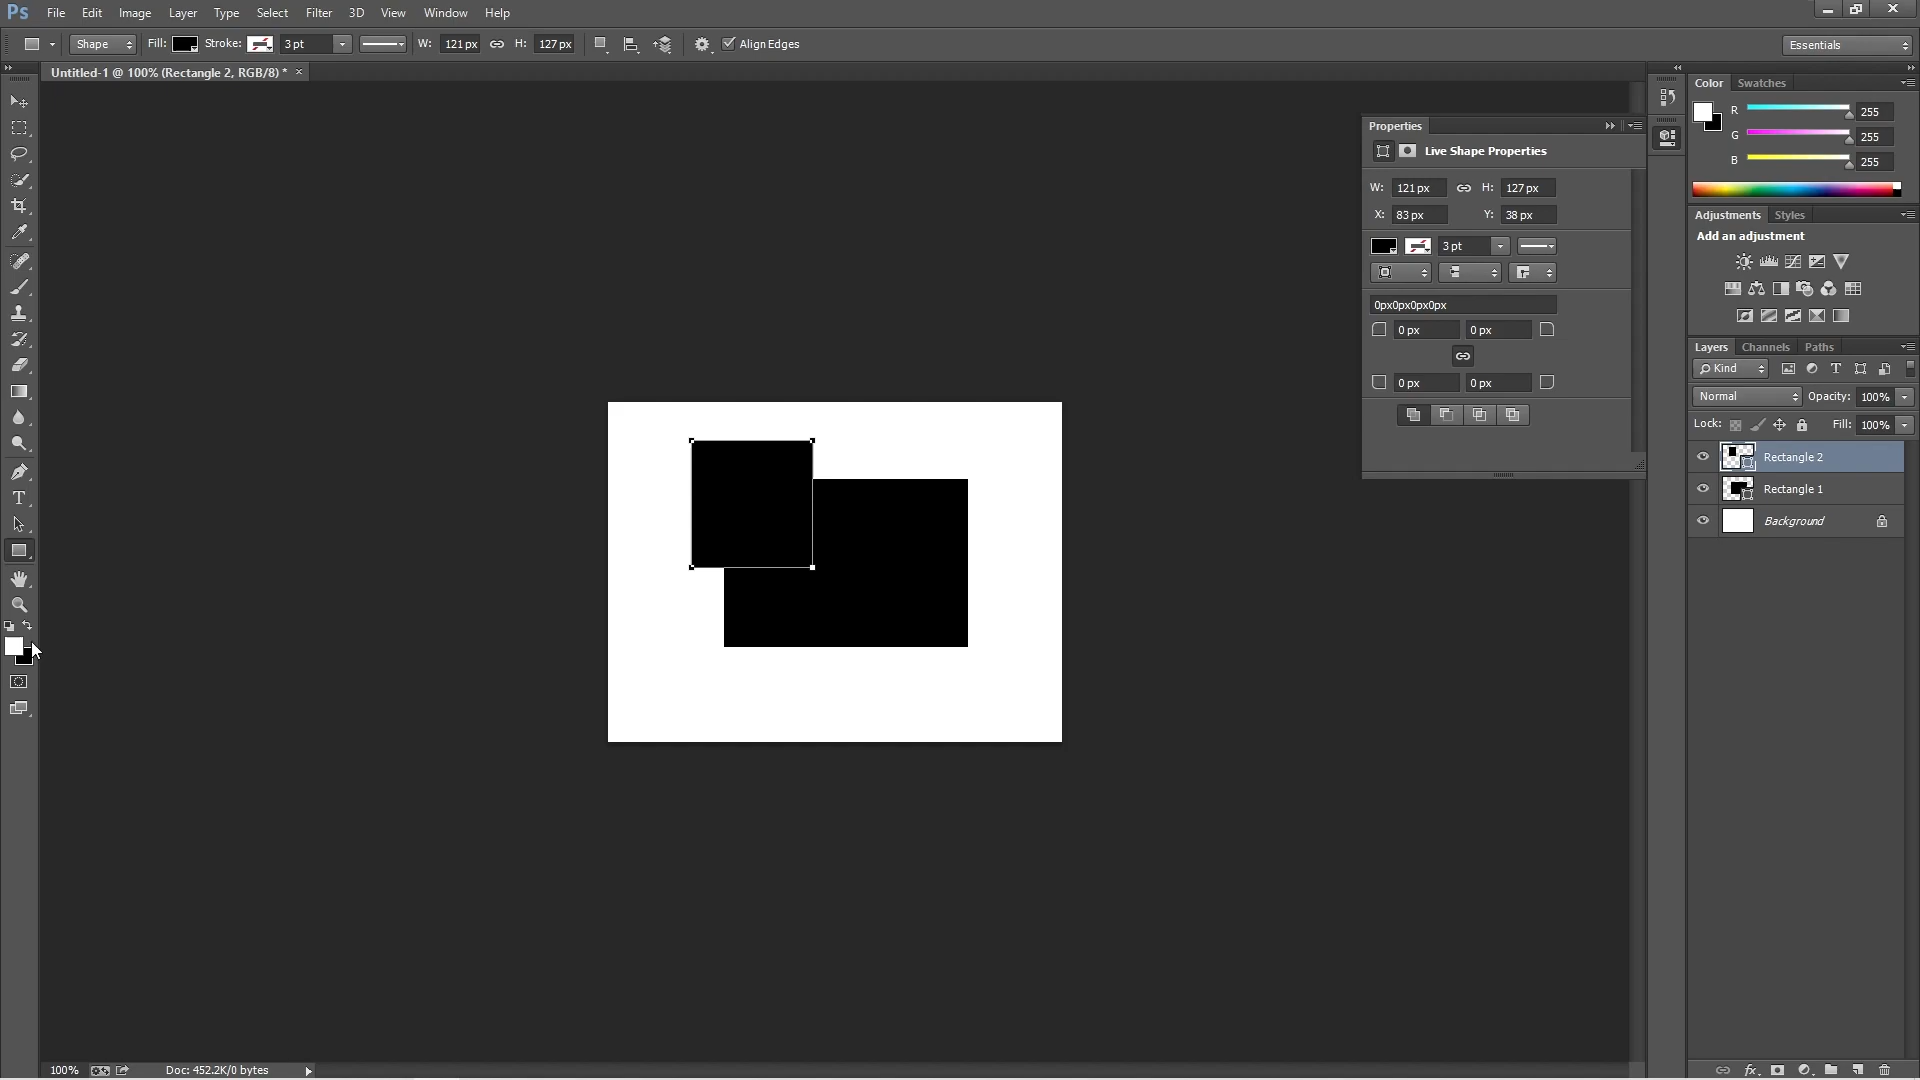 Ps File Edit Image Layer Type Select Filter 3D View Window Help
Shape Fill: Stroke: 3 pt W: 121 px H: 127 px Align Edges Essentials
Untitled-1 @ 100% (Rectangle 2, RGB/8) * ×
Properties
Live Shape Properties
W: 121 px H: 127 px
X: 83 px Y: 38 px
3 pt
0px0px0px0px
0 px 0 px
0 px 0 px
Color Swatches
R 255
G 255
B 255
Adjustments Styles
Add an adjustment
Layers Channels Paths
Kind
Normal Opacity: 100%
Lock: Fill: 100%
Rectangle 2
Rectangle 1
Background
100% Doc: 452.2K/0 bytes